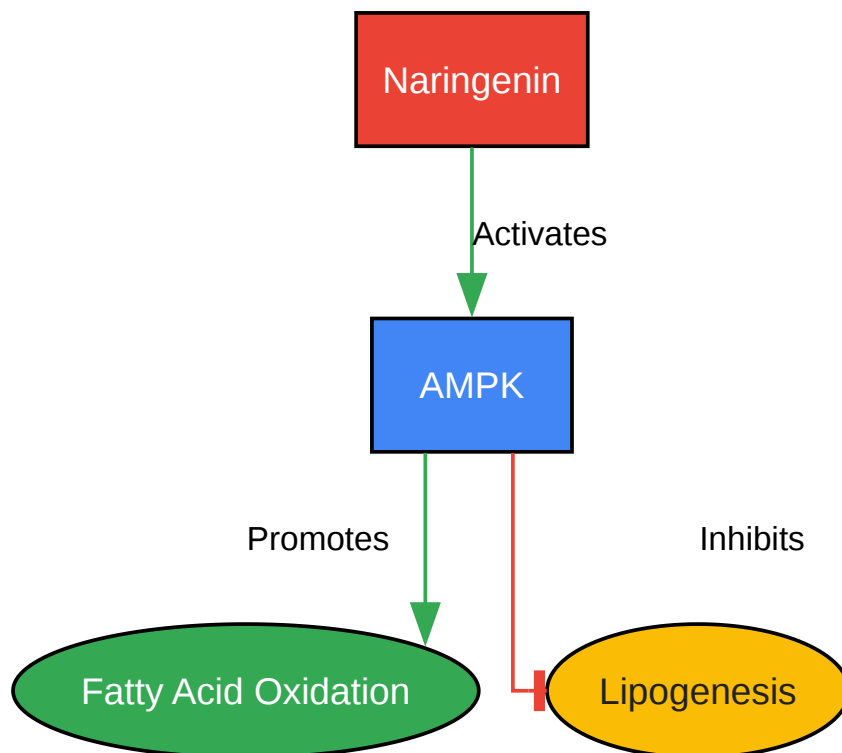 Naringenin
Activates
AMPK
Promotes
Inhibits
Fatty Acid Oxidation
Lipogenesis